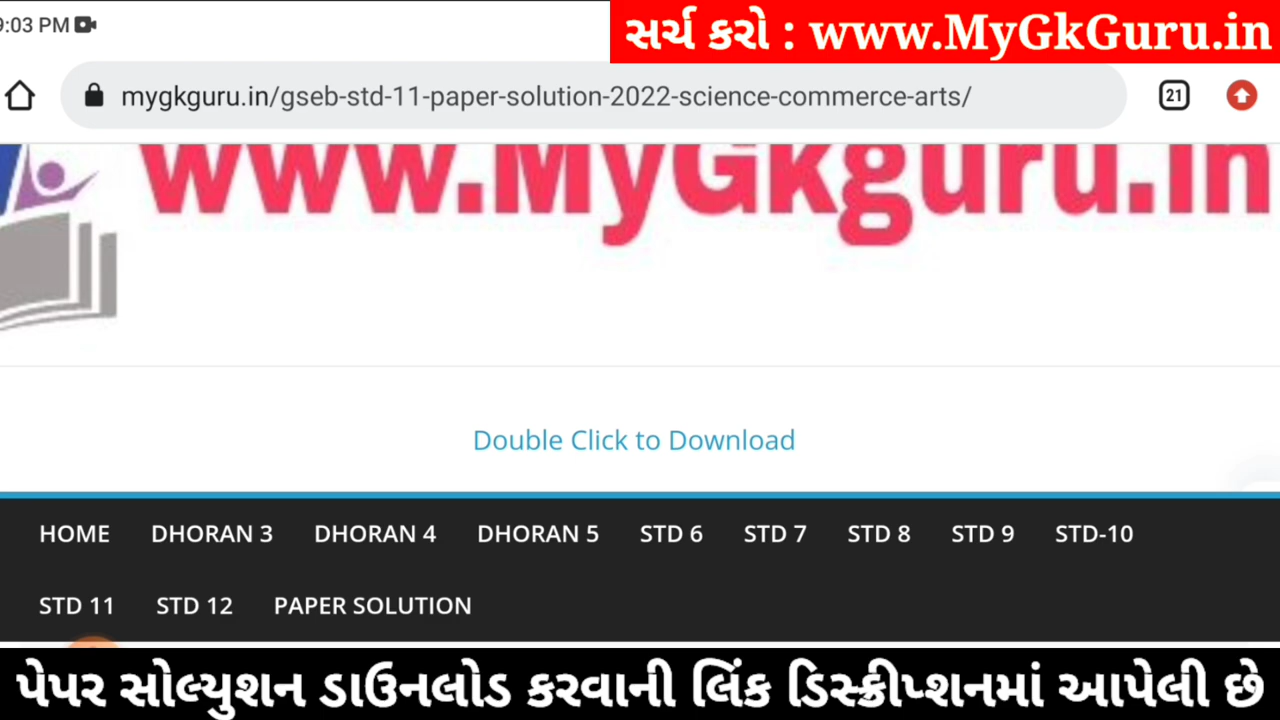 9:03 PM
સર્ચ કરો : www.MyGkGuru.in
mygkguru.in/gseb-std-11-paper-solution-2022-science-commerce-arts/
21
www.MyGkguru.in
Double Click to Download
HOME DHORAN 3 DHORAN 4 DHORAN 5 STD 6 STD 7 STD 8 STD 9 STD-10
STD 11 STD 12 PAPER SOLUTION
પેપર સોલ્યુશન ડાઉનલોડ કરવાની લિંક ડિસ્ક્રીપ્શનમાં આપેલી છે